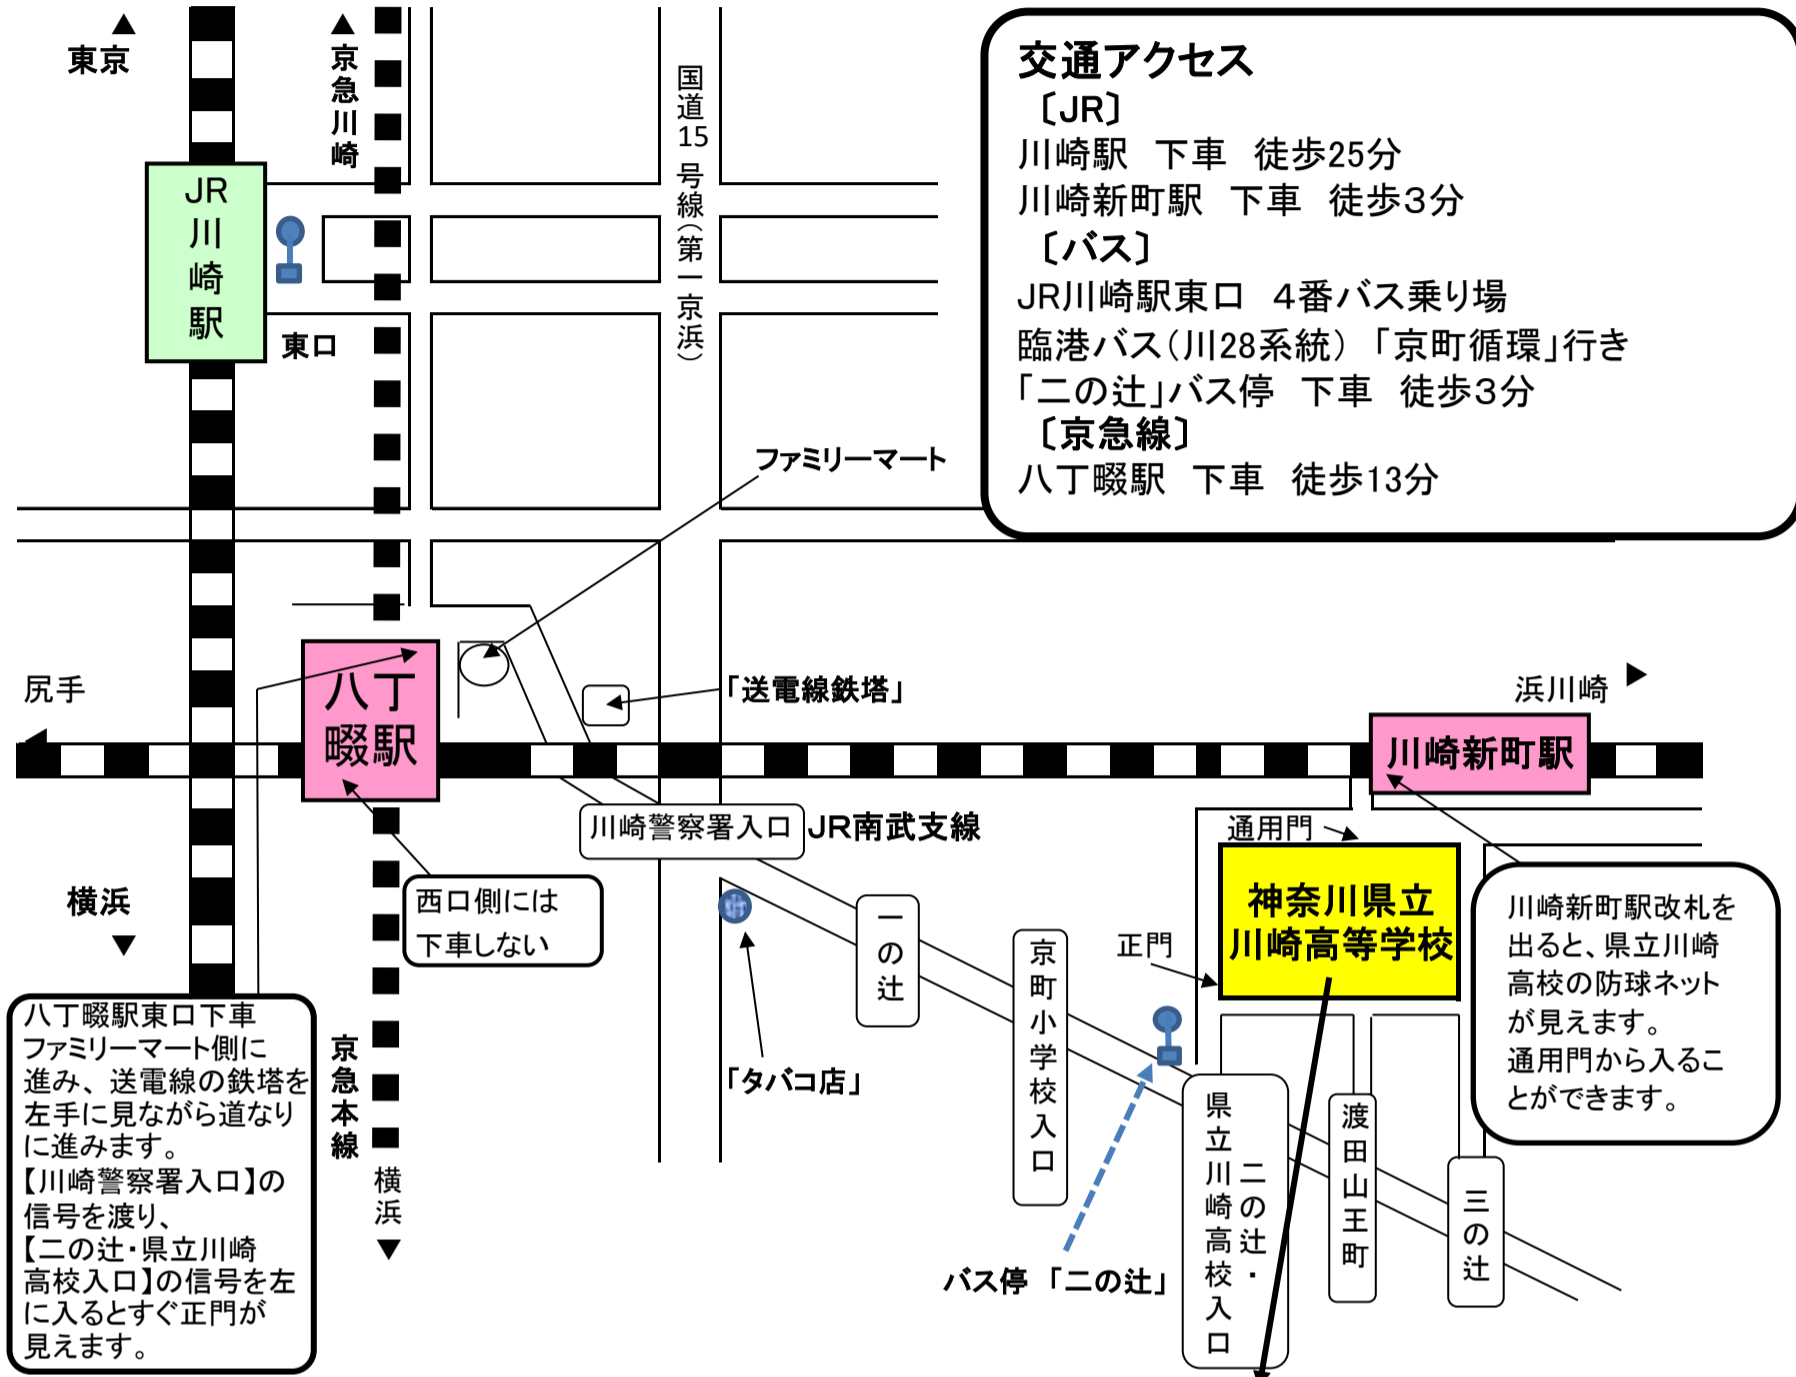 東京
京急川崎
国道15号線(第一京浜)
交通アクセス
〔JR〕
川崎駅 下車 徒歩25分
川崎新町駅 下車 徒歩3分
〔バス〕
JR川崎駅東口 4番バス乗り場
臨港バス(川28系統)「京町循環」行き
「二の辻」バス停 下車 徒歩3分
〔京急線〕
八丁畷駅 下車 徒歩13分
JR川崎駅
東口
ファミリーマート
尻手
八丁
畷駅
「送電線鉄塔」
浜川崎
川崎新町駅
川崎警察署入口
JR南武支線
通用門
横浜
西口側には
下車しない
一の辻
京町小学校入口
正門
神奈川県立
川崎高等学校
川崎新町駅改札を
出ると、県立川崎
高校の防球ネット
が見えます。
通用門から入るこ
とができます。
八丁畷駅東口下車
ファミリーマート側に
進み、送電線の鉄塔を
左手に見ながら道なり
に進みます。
【川崎警察署入口】の
信号を渡り、
【二の辻・県立川崎
高校入口】の信号を左
に入るとすぐ正門が
見えます。
京急本線
横浜
「タバコ店」
バス停 「二の辻」
二の辻・
県立川崎高校入口
渡田山王町
三の辻